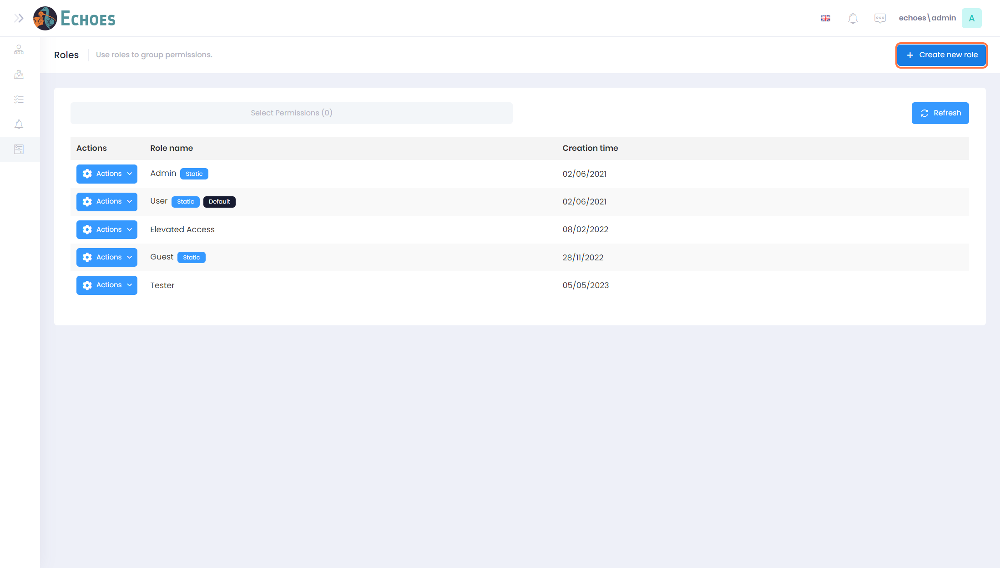 ECHOES
echoes\admin
A
Roles
Use roles to group permissions.
Create new role
Select Permissions (0)
Refresh
Actions Role name Creation time
Actions Admin Static 02/06/2021
Actions User Static Default 02/06/2021
Actions Elevated Access 08/02/2022
Actions Guest Static 28/11/2022
Actions Tester 05/05/2023